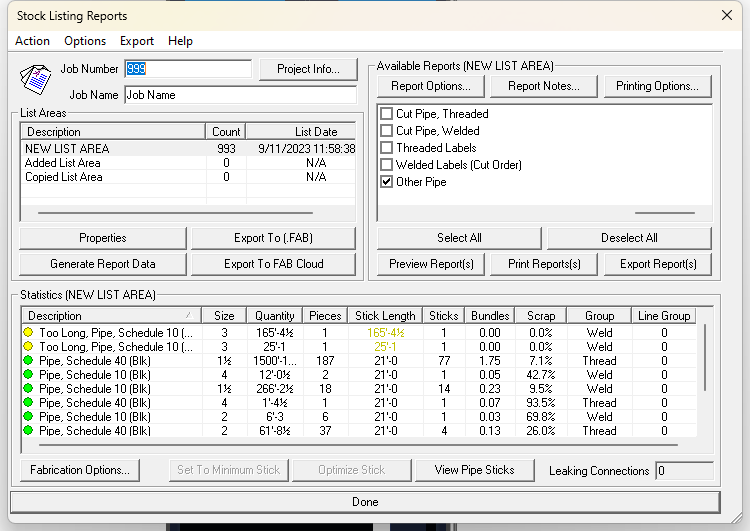 Stock Listing Reports
Action Options Export Help
Job Number 999 Project Info...
Job Name Job Name
Available Reports (NEW LIST AREA)
Report Options... Report Notes... Printing Options...
Cut Pipe, Threaded
Cut Pipe, Welded
Threaded Labels
Welded Labels (Cut Order)
Other Pipe
List Areas
Description Count List Date
NEW LIST AREA 993 9/11/2023 11:58:38
Added List Area 0 N/A
Copied List Area 0 N/A
Properties Export To (.FAB)
Generate Report Data Export To FAB Cloud
Select All Deselect All
Preview Report(s) Print Reports(s) Export Report(s)
Statistics (NEW LIST AREA)
Description Size Quantity Pieces Stick Length Sticks Bundles Scrap Group Line Group
Too Long, Pipe, Schedule 10 (... 3 165'-4½ 1 165'-4½ 1 0.00 0.0% Weld 0
Too Long, Pipe, Schedule 10 (... 3 25'-1 1 25'-1 1 0.00 0.0% Weld 0
Pipe, Schedule 40 (Blk) 1½ 1500'-1... 187 21'-0 77 1.75 7.1% Thread 0
Pipe, Schedule 10 (Blk) 4 12'-0½ 2 21'-0 1 0.05 42.7% Weld 0
Pipe, Schedule 10 (Blk) 1½ 266'-2½ 18 21'-0 14 0.23 9.5% Weld 0
Pipe, Schedule 40 (Blk) 4 1'-4½ 1 21'-0 1 0.07 93.5% Thread 0
Pipe, Schedule 10 (Blk) 2 6'-3 6 21'-0 1 0.03 69.8% Weld 0
Pipe, Schedule 40 (Blk) 2 61'-8½ 37 21'-0 4 0.13 26.0% Thread 0
Fabrication Options... Set To Minimum Stick Optimize Stick View Pipe Sticks Leaking Connections 0
Done